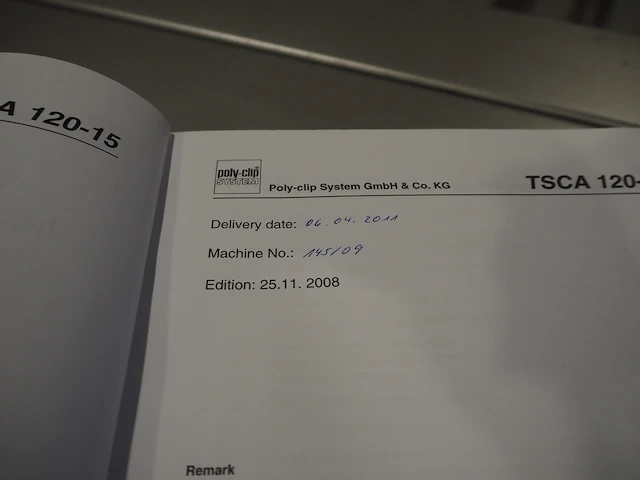 A 120-15
poly-clip
SYSTEM
Poly-clip System GmbH & Co. KG
TSCA 120-
Delivery date: 06.04.2011
Machine No.: 145/09
Edition: 25.11. 2008
Remark